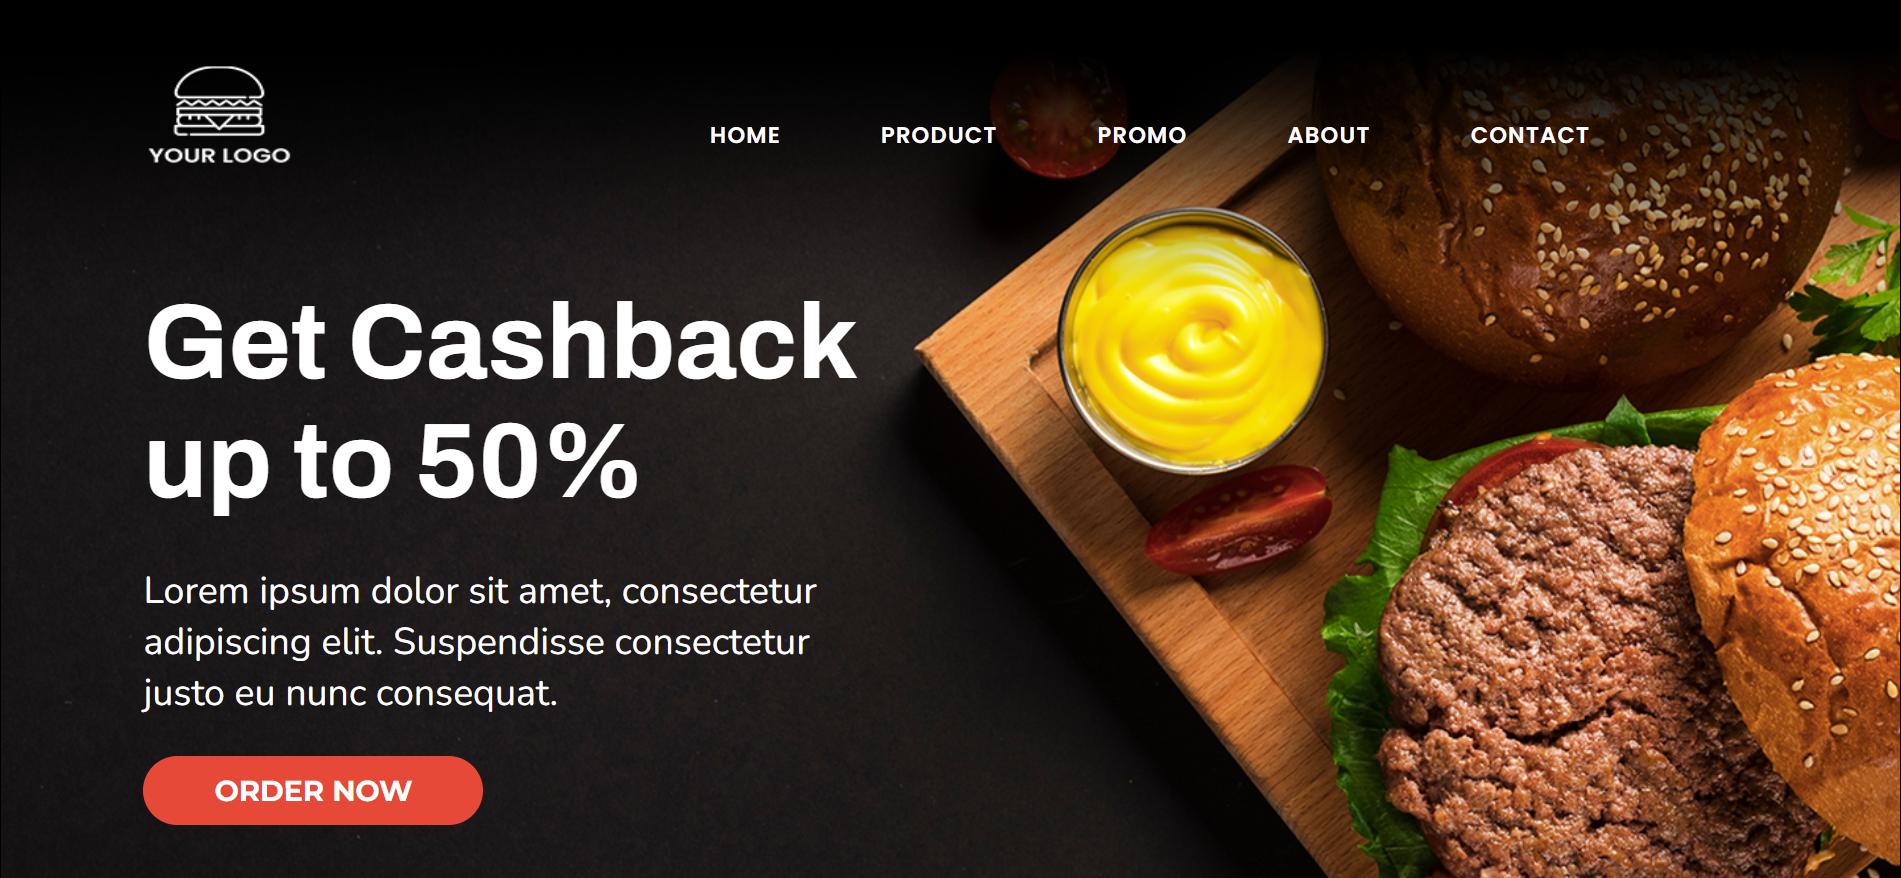 YOUR LOGO
HOME PRODUCT PROMO ABOUT CONTACT
Get Cashback
up to 50%
Lorem ipsum dolor sit amet, consectetur
adipiscing elit. Suspendisse consectetur
justo eu nunc consequat.
ORDER NOW